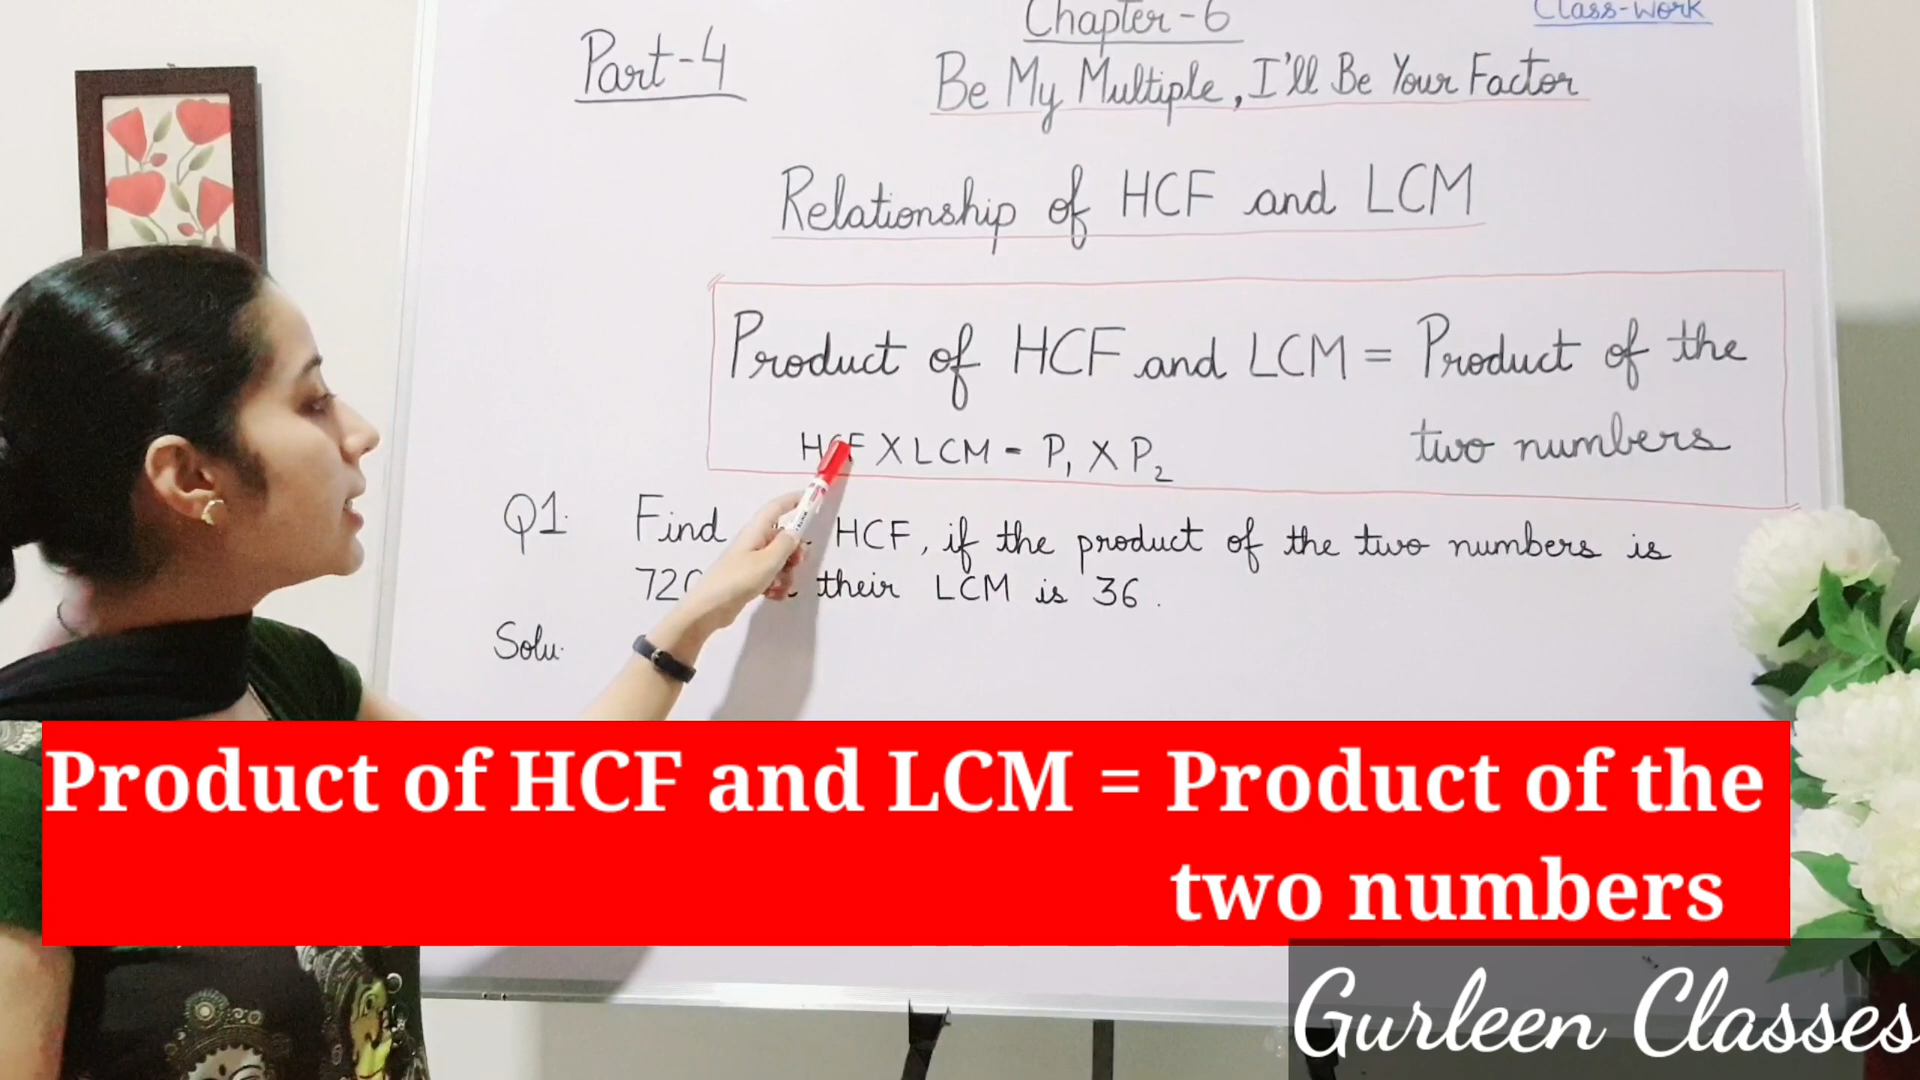 Part-4
Chapter-6
Class-Work
Be My Multiple, I'll Be Your Factor
Relationship of HCF and LCM
Product of HCF and LCM = Product of the
two numbers
HCF X LCM = P1 X P2
Q1. Find HCF, if the product of the two numbers is
their LCM is 36.
Solu.
Product of HCF and LCM = Product of the
two numbers
Gurleen Classes